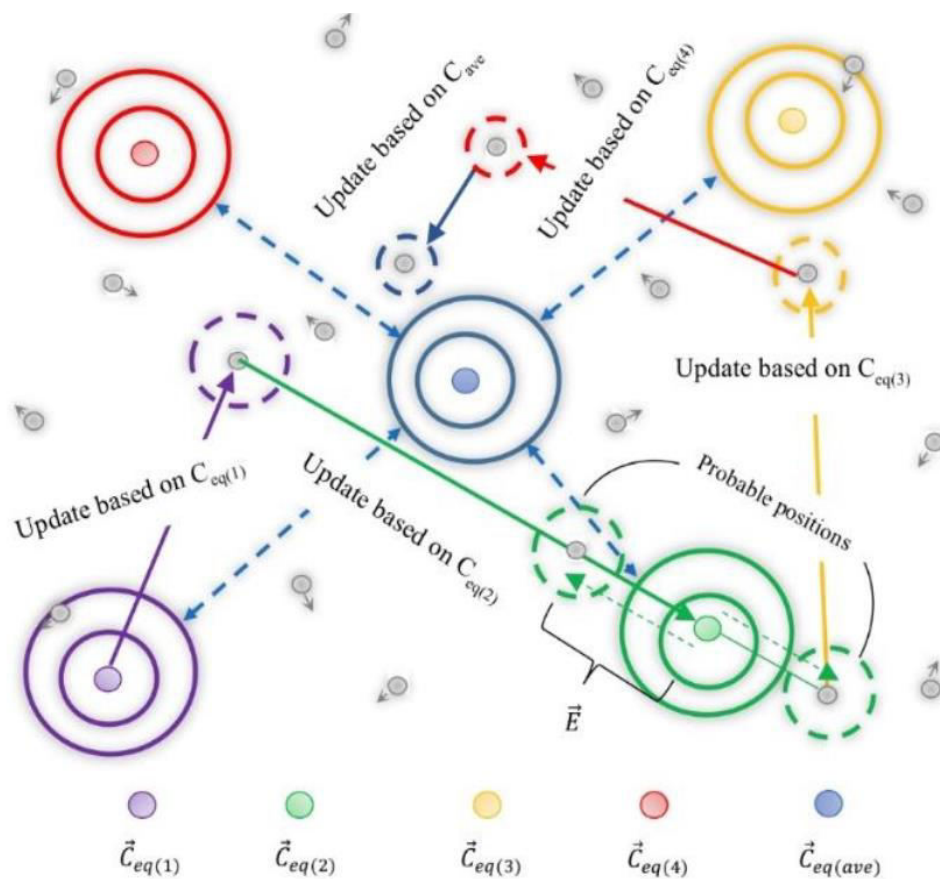 Update based on C_ave
Update based on C_eq(4)
Update based on C_eq(3)
Update based on C_eq(1)
Update based on C_eq(2)
Probable positions
E⃗
C⃗_eq(1)
C⃗_eq(2)
C⃗_eq(3)
C⃗_eq(4)
C⃗_eq(ave)